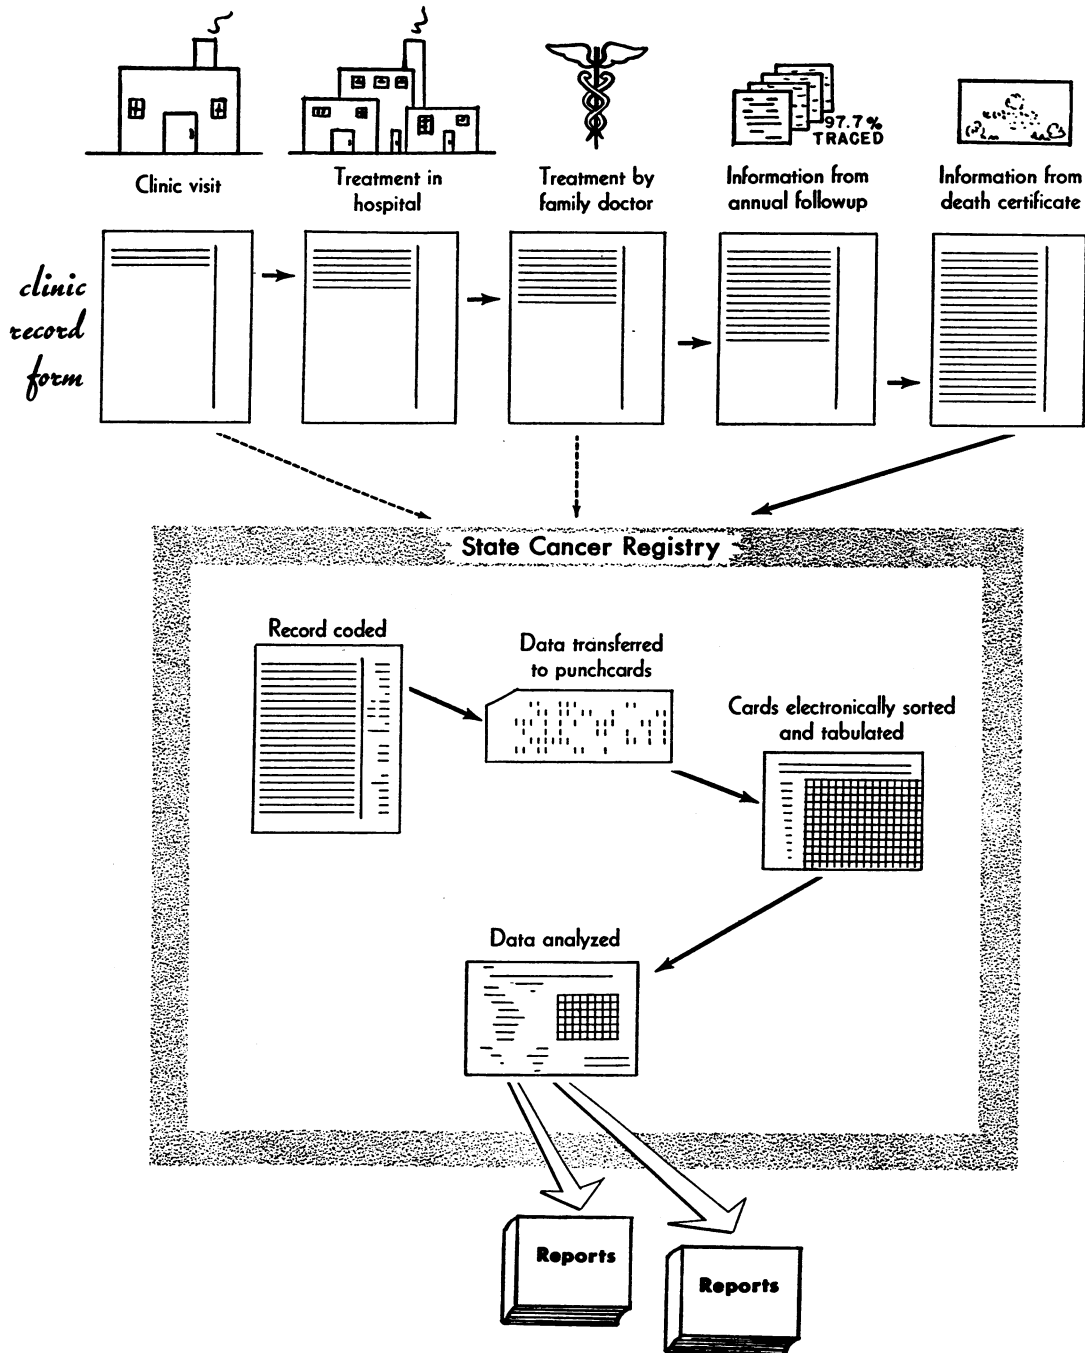 97.7%
TRACED
Clinic visit
Treatment in
hospital
Treatment by
family doctor
Information from
annual followup
Information from
death certificate
clinic
record
form
State Cancer Registry
Record coded
Data transferred
to punchcards
Cards electronically sorted
and tabulated
Data analyzed
Reports
Reports